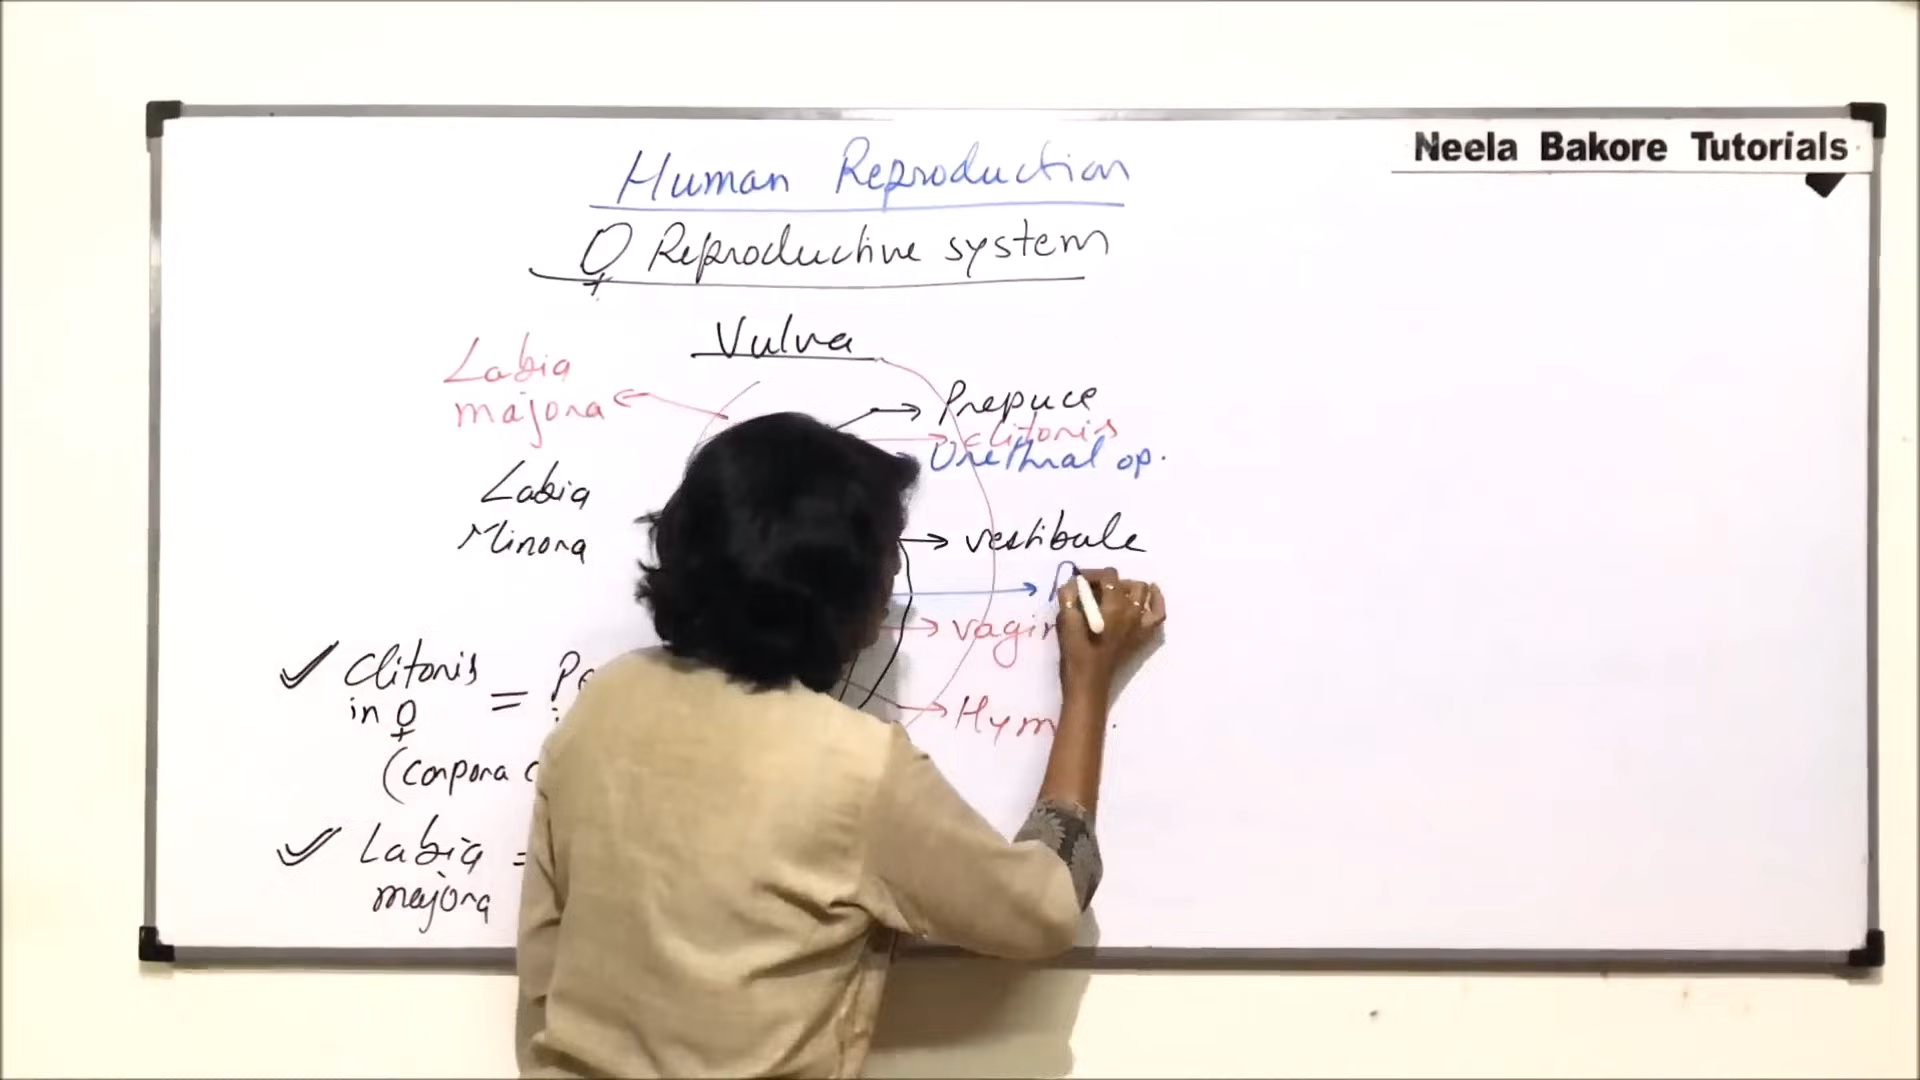 Neela Bakore Tutorials
Human Reproduction
♀ Reproductive system
Vulva
Labia
majora
Prepuce
clitoris
Urethral op.
Labia
Minora
vestibule
Clitoris
in ♀
=
(corpora
Labia
majora
=